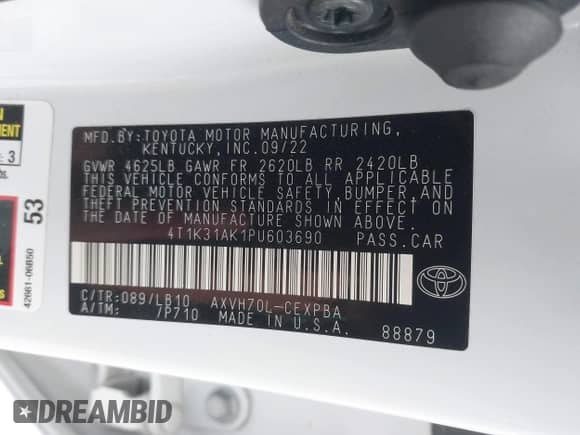 MFD.BY:TOYOTA MOTOR MANUFACTURING,
KENTUCKY, INC.09/22
GVWR 4625LB GAWR FR 2620LB RR 2420LB
THIS VEHICLE CONFORMS TO ALL APPLICABLE
FEDERAL MOTOR VEHICLE SAFETY, BUMPER AND
THEFT PREVENTION STANDARDS IN EFFECT ON
THE DATE OF MANUFACTURE SHOWN ABOVE.
4T1K31AK1PU603690 PASS.CAR
C/TR:089/LB10 AXVH70L-CEXPBA
A/TM: 7P710 MADE IN U.S.A. 88879
3
53
42661-06B50
DREAMBID